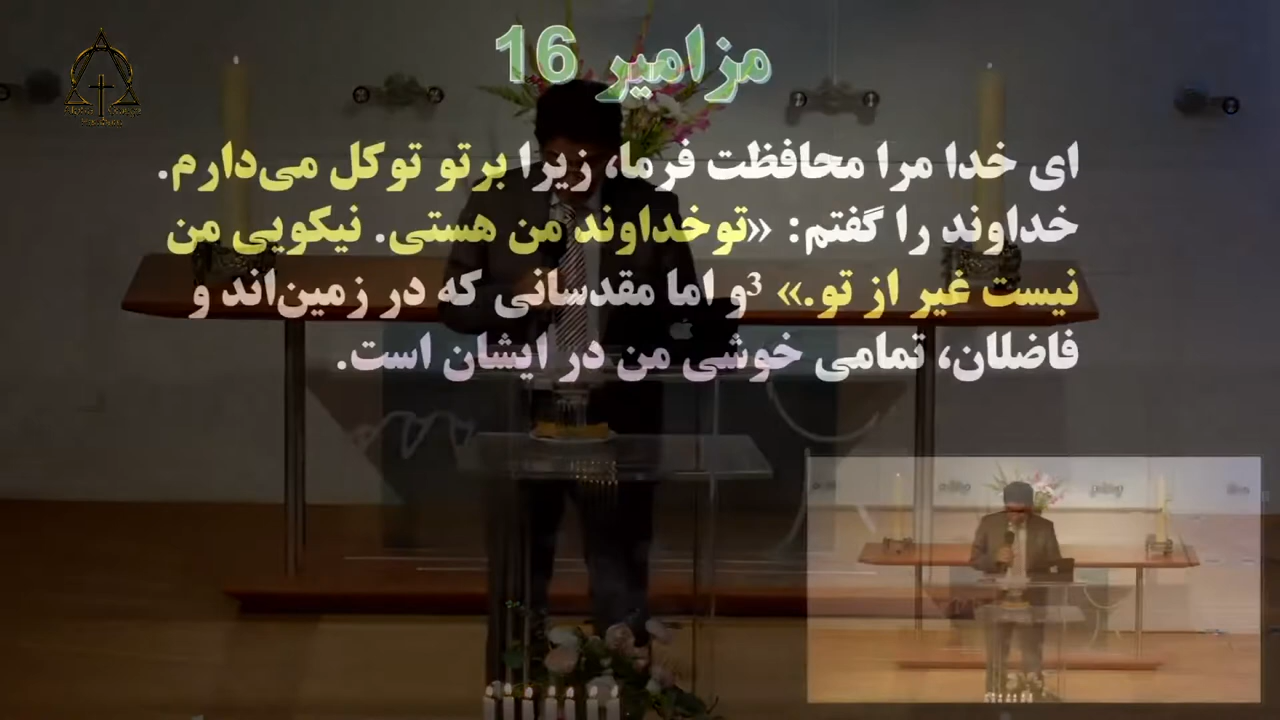 مزامیر 16
ای خدا مرا محافظت فرما، زیرا برتو توکل می‌دارم.
خداوند را گفتم: «توخداوند من هستی. نیکویی من
نیست غیر از تو.» 3و اما مقدسانی که در زمین‌اند و
فاضلان، تمامی خوشی من در ایشان است.